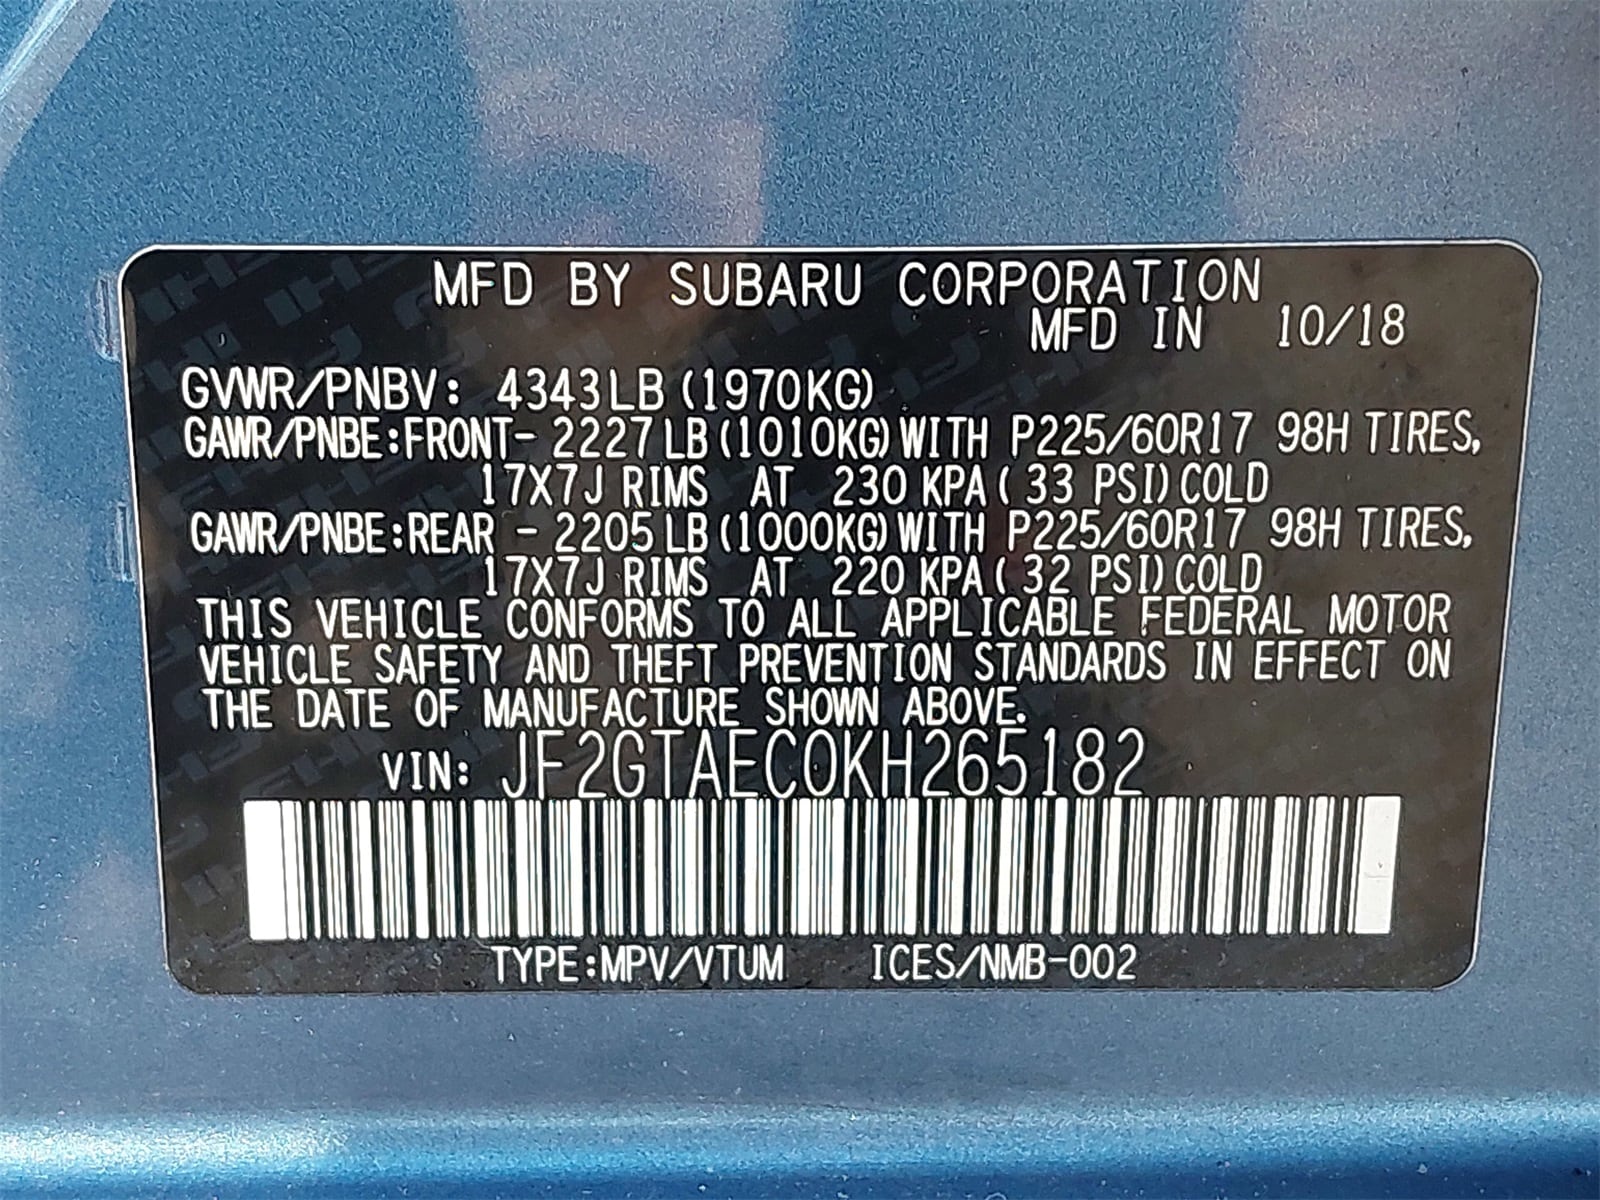 MFD BY SUBARU CORPORATION
MFD IN 10/18
GVWR/PNBV: 4343LB (1970KG)
GAWR/PNBE:FRONT- 2227LB (1010KG) WITH P225/60R17 98H TIRES,
17X7J RIMS AT 230 KPA (33 PSI) COLD
GAWR/PNBE:REAR - 2205LB (1000KG) WITH P225/60R17 98H TIRES,
17X7J RIMS AT 220 KPA (32 PSI) COLD
THIS VEHICLE CONFORMS TO ALL APPLICABLE FEDERAL MOTOR
VEHICLE SAFETY AND THEFT PREVENTION STANDARDS IN EFFECT ON
THE DATE OF MANUFACTURE SHOWN ABOVE.
VIN: JF2GTAEC0KH265182
TYPE:MPV/VTUM ICES/NMB-002